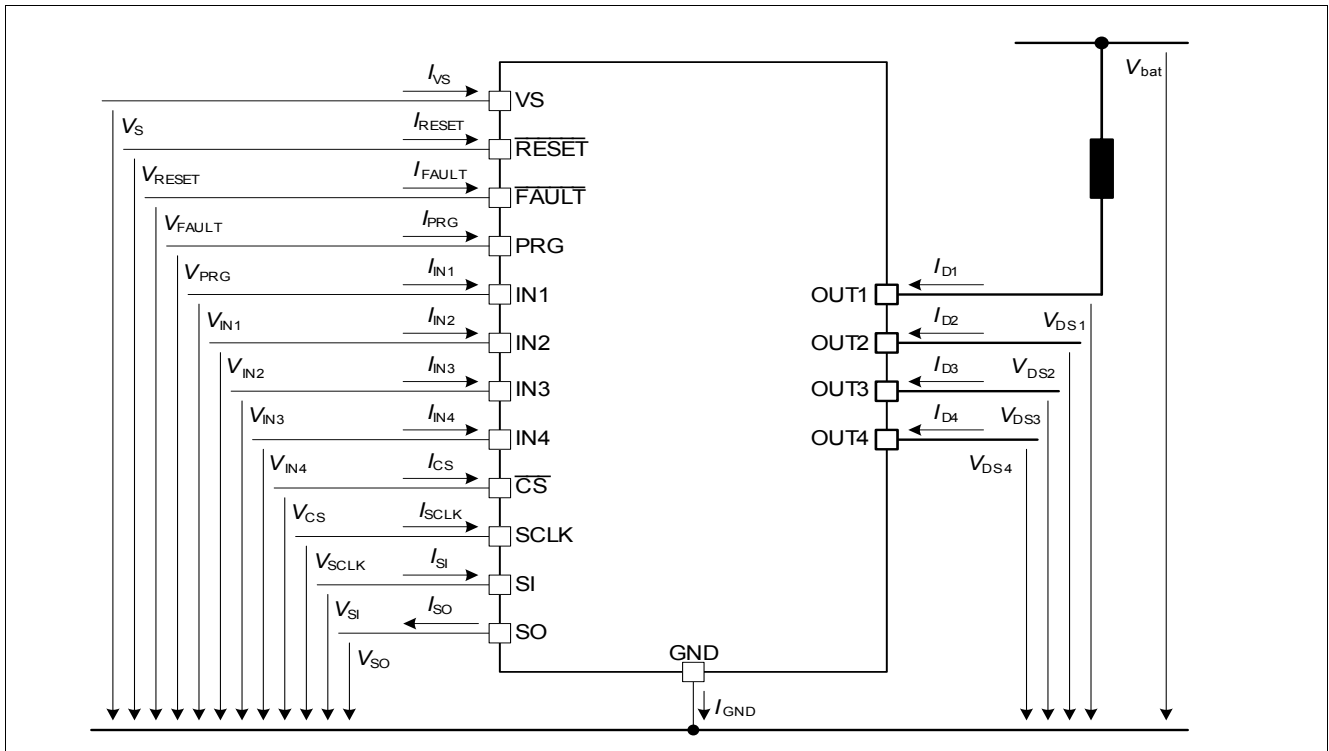 V_bat
I_VS
VS
V_S
I_RESET
RESET
V_RESET
I_FAULT
FAULT
V_FAULT
I_PRG
PRG
V_PRG
I_IN1
IN1
V_IN1
I_IN2
IN2
V_IN2
I_IN3
IN3
V_IN3
I_IN4
IN4
V_IN4
I_CS
CS
V_CS
I_SCLK
SCLK
V_SCLK
I_SI
SI
V_SI
I_SO
SO
V_SO
OUT1
I_D1
V_DS1
OUT2
I_D2
V_DS2
OUT3
I_D3
V_DS3
OUT4
I_D4
V_DS4
GND
I_GND